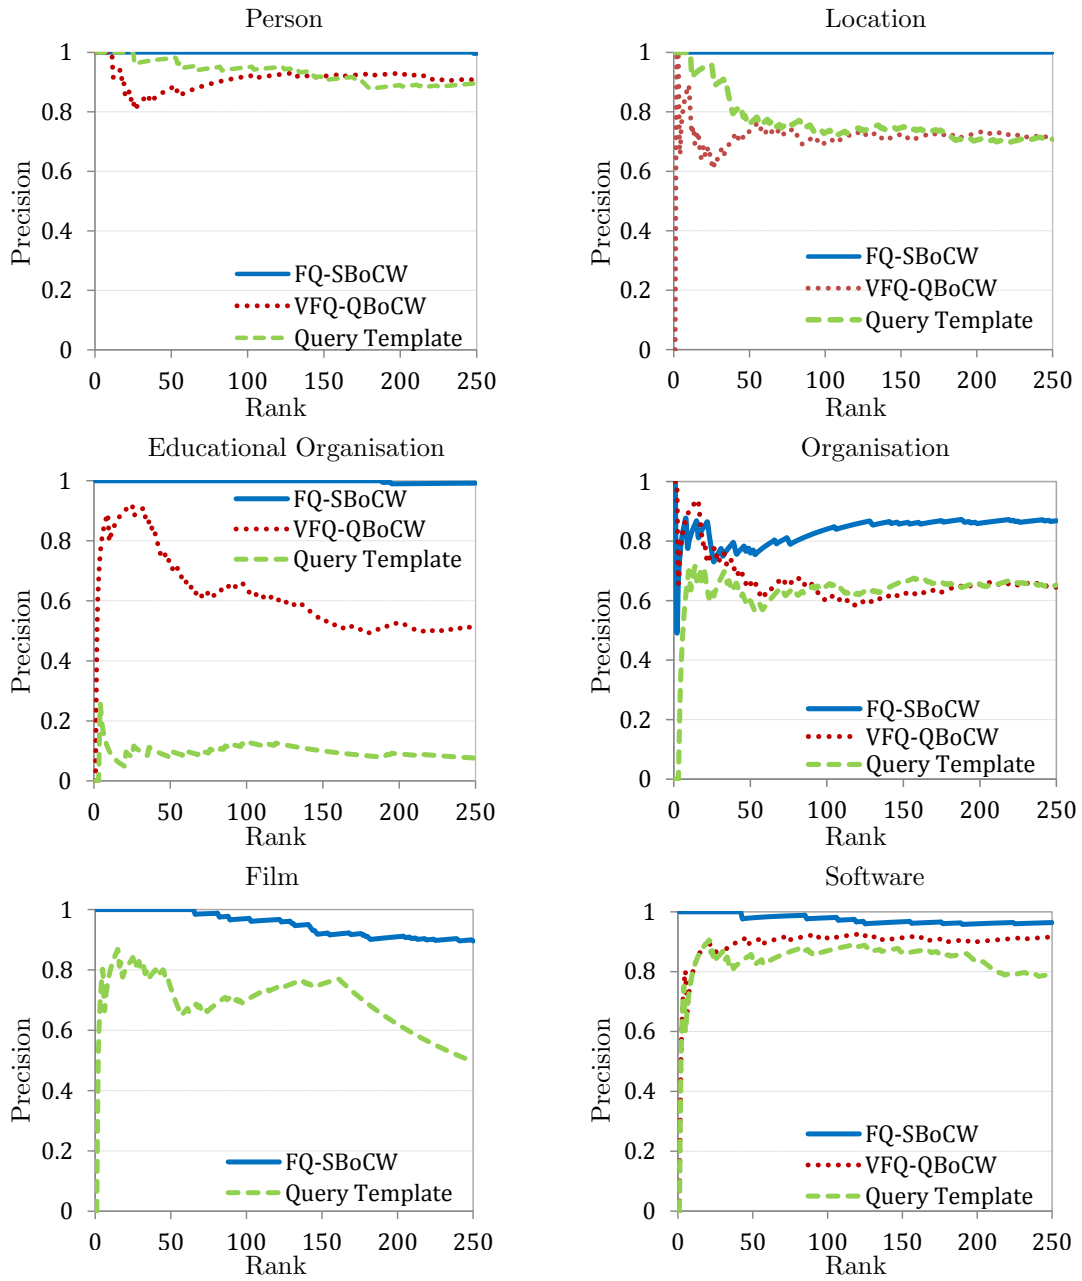 Person
1
0.8
0.6
0.4
0.2
0
Precision
FQ-SBoCW
VFQ-QBoCW
Query Template
0 50 100 150 200 250
Rank
Location
1
0.8
0.6
0.4
0.2
0
Precision
FQ-SBoCW
VFQ-QBoCW
Query Template
0 50 100 150 200 250
Rank
Educational Organisation
1
0.8
0.6
0.4
0.2
0
Precision
FQ-SBoCW
VFQ-QBoCW
Query Template
0 50 100 150 200 250
Rank
Organisation
1
0.8
0.6
0.4
0.2
0
Precision
FQ-SBoCW
VFQ-QBoCW
Query Template
0 50 100 150 200 250
Rank
Film
1
0.8
0.6
0.4
0.2
0
Precision
FQ-SBoCW
Query Template
0 50 100 150 200 250
Rank
Software
1
0.8
0.6
0.4
0.2
0
Precision
FQ-SBoCW
VFQ-QBoCW
Query Template
0 50 100 150 200 250
Rank